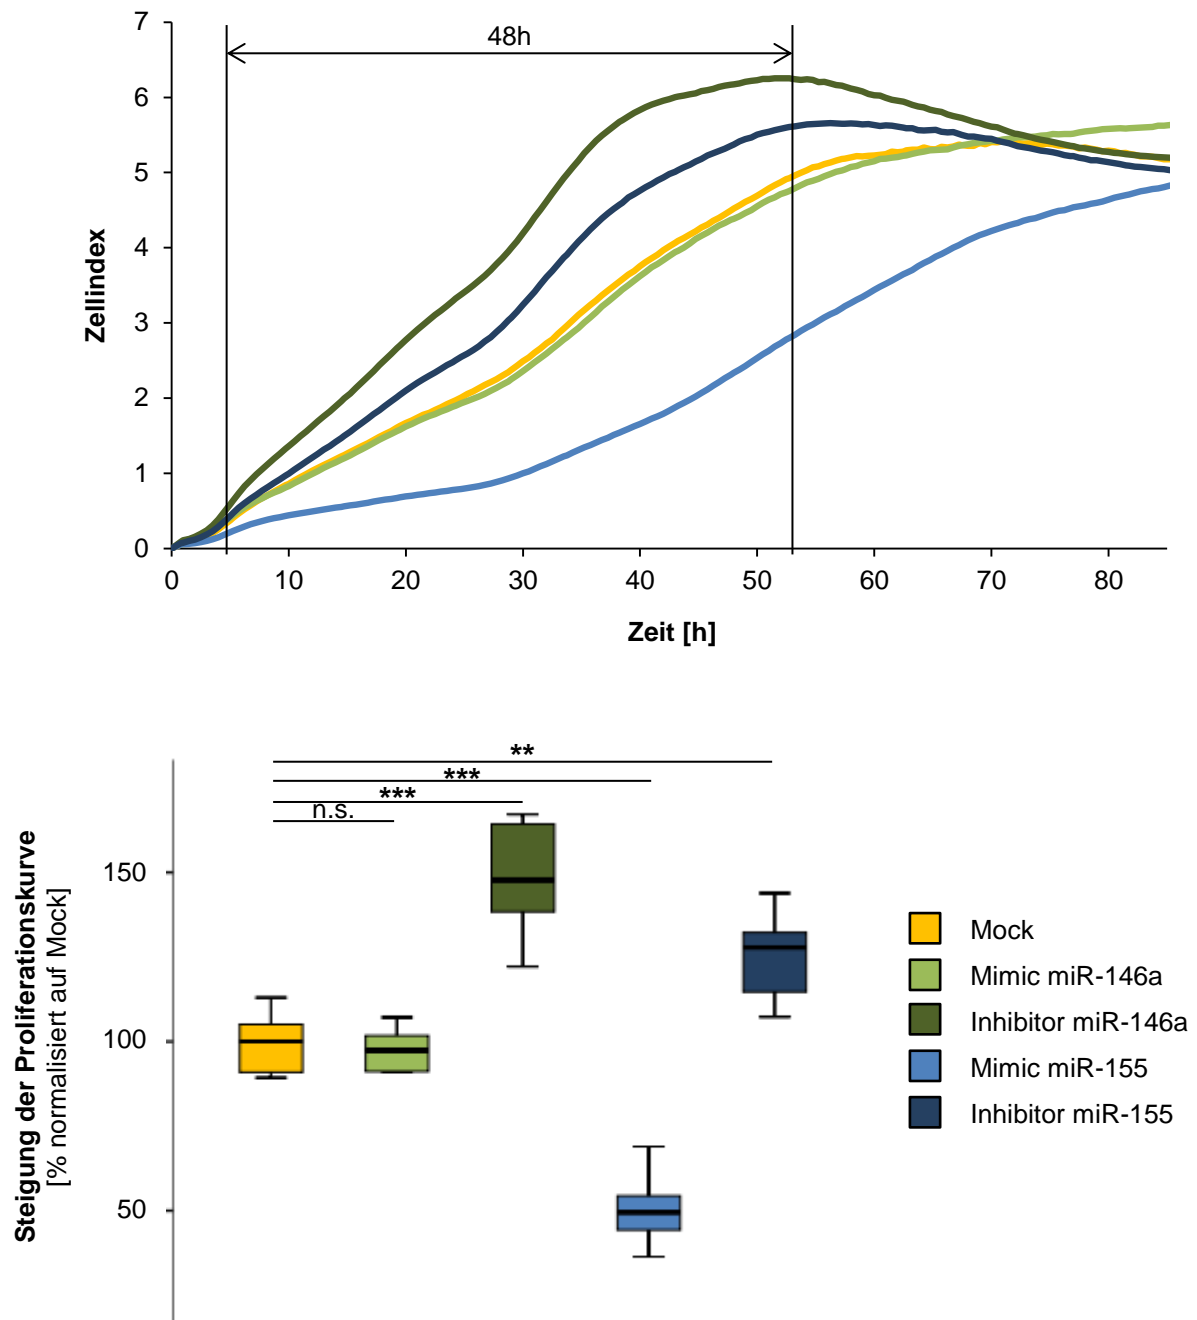 7
48h
6
5
4
3
2
1
0
Zellindex
0 10 20 30 40 50 60 70 80
Zeit [h]
**
***
***
n.s.
150
100
50
Steigung der Proliferationskurve
[% normalisiert auf Mock]
Mock
Mimic miR-146a
Inhibitor miR-146a
Mimic miR-155
Inhibitor miR-155